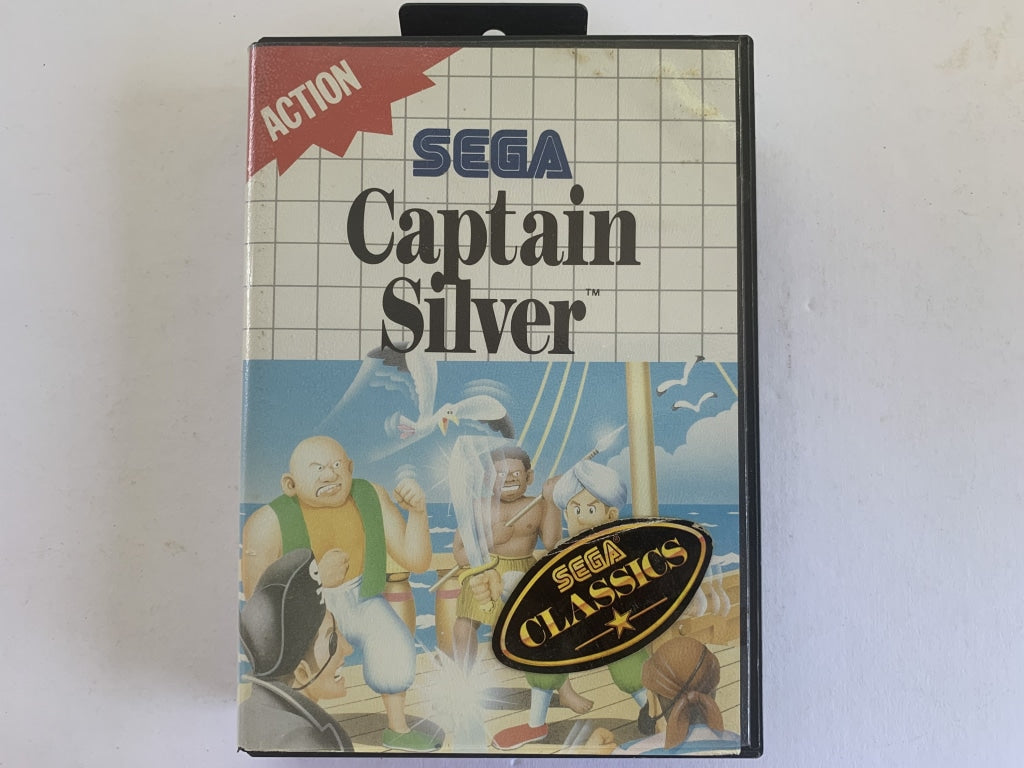 ACTION
SEGA
Captain
Silver™
SEGA®
CLASSICS